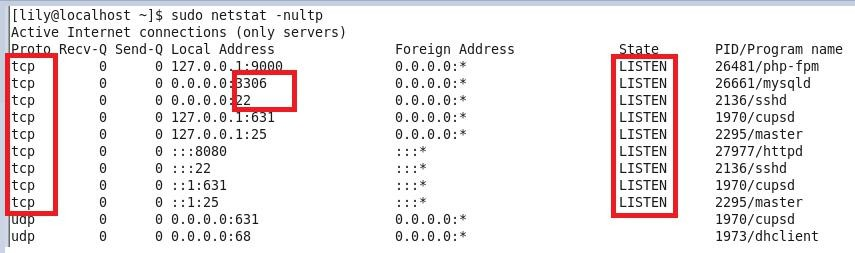 [lily@localhost ~]$ sudo netstat -nultp
Active Internet connections (only servers)
Proto Recv-Q Send-Q Local Address Foreign Address State PID/Program name
tcp 0 0 127.0.0.1:9000 0.0.0.0:* LISTEN 26481/php-fpm
tcp 0 0 0.0.0.0:3306 0.0.0.0:* LISTEN 26661/mysqld
tcp 0 0 0.0.0.0:22 0.0.0.0:* LISTEN 2136/sshd
tcp 0 0 127.0.0.1:631 0.0.0.0:* LISTEN 1970/cupsd
tcp 0 0 127.0.0.1:25 0.0.0.0:* LISTEN 2295/master
tcp 0 0 :::8080 :::* LISTEN 27977/httpd
tcp 0 0 :::22 :::* LISTEN 2136/sshd
tcp 0 0 ::1:631 :::* LISTEN 1970/cupsd
tcp 0 0 ::1:25 :::* LISTEN 2295/master
udp 0 0 0.0.0.0:631 0.0.0.0:* 1970/cupsd
udp 0 0 0.0.0.0:68 0.0.0.0:* 1973/dhclient